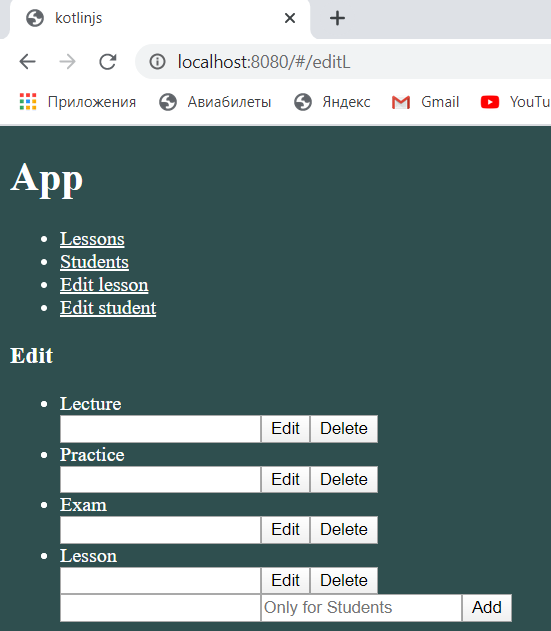 kotlinjs
localhost:8080/#/editL
Приложения Авиабилеты Яндекс Gmail YouTu
App
Lessons
Students
Edit lesson
Edit student
Edit
Lecture
Edit Delete
Practice
Edit Delete
Exam
Edit Delete
Lesson
Edit Delete
Only for Students Add